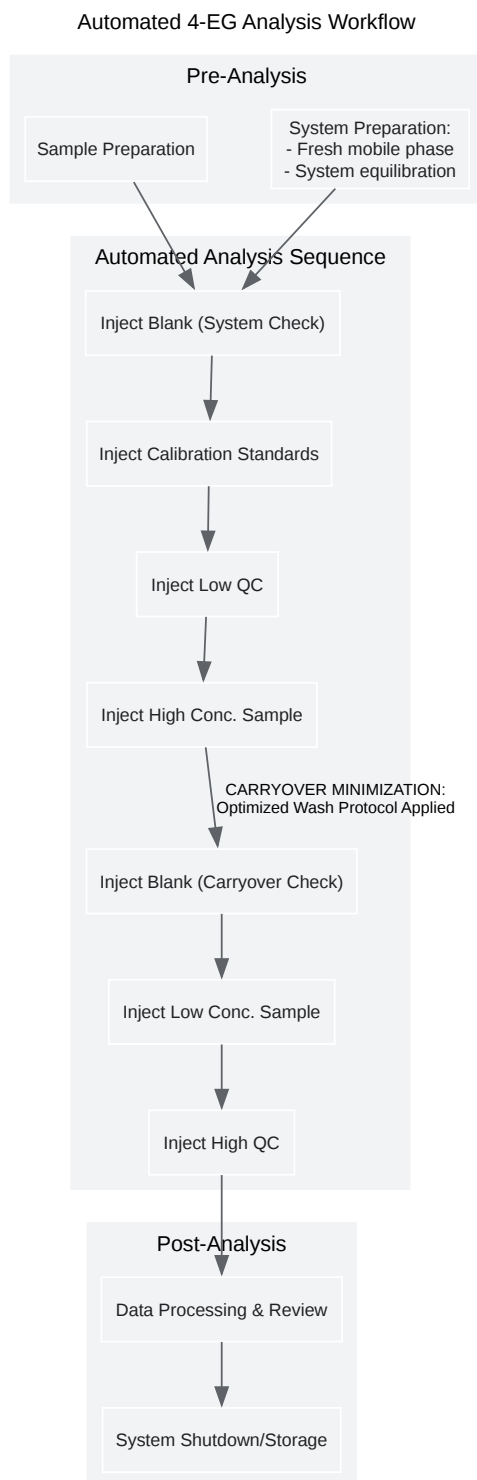 Automated 4-EG Analysis Workflow
Pre-Analysis
Sample Preparation
System Preparation:
- Fresh mobile phase
- System equilibration
Automated Analysis Sequence
Inject Blank (System Check)
Inject Calibration Standards
Inject Low QC
Inject High Conc. Sample
CARRYOVER MINIMIZATION:
Optimized Wash Protocol Applied
Inject Blank (Carryover Check)
Inject Low Conc. Sample
Inject High QC
Post-Analysis
Data Processing & Review
System Shutdown/Storage